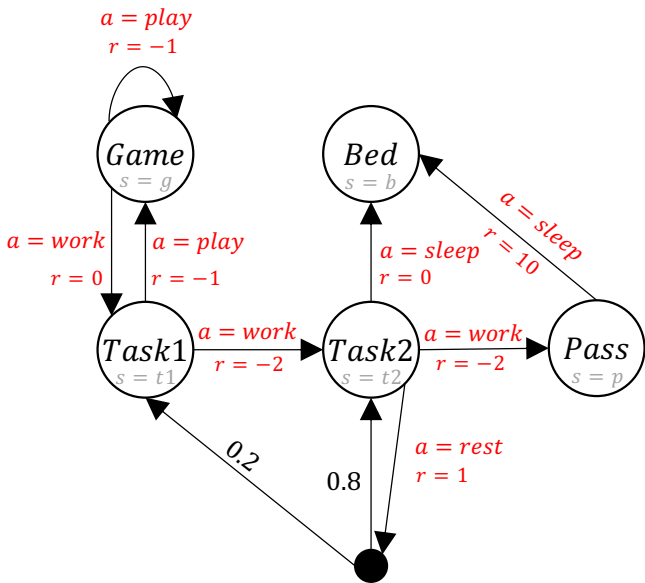 a = play
r = −1
Game
s = g
Bed
s = b
a = work
r = 0
a = play
r = −1
a = sleep
r = 0
a = sleep
r = 10
Task1
s = t1
a = work
r = −2
Task2
s = t2
a = work
r = −2
Pass
s = p
0.2
0.8
a = rest
r = 1